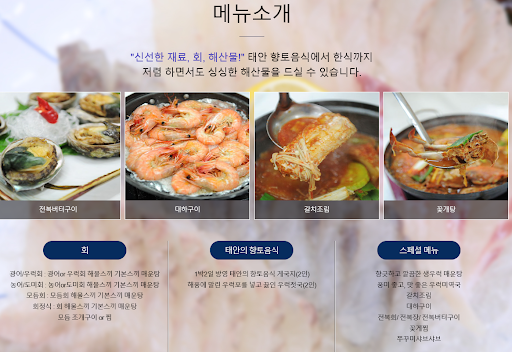 메뉴소개
"신선한 재료, 회, 해산물!" 태안 향토음식에서 한식까지
저렴 하면서도 싱싱한 해산물을 드실 수 있습니다.
전복버터구이
대하구이
갈치조림
꽃게탕
회
광어/우럭회 : 광어or 우럭회 해물스끼 기본스끼 매운탕
농어/도미회 : 농어or도미회 해물스끼 기본스끼 매운탕
모듬회 : 모듬회 해물스끼 기본스끼 매운탕
회정식 : 회 해물스끼 기본스끼 매운탕
모듬 조개구이 or 찜
태안의 향토음식
1박2일 방영 태안의 향토음식 게국지(2인)
해풍에 말린 우럭포를 넣고 끓인 우럭젓국(2인)
스페셜 메뉴
향긋하고 깔끔한 생우럭 매운탕
몸에 좋고, 맛 좋은 우럭미역국
갈치조림
대하구이
전복회/ 전복장/ 전복버터구이
꽃게찜
쭈꾸미샤브샤브